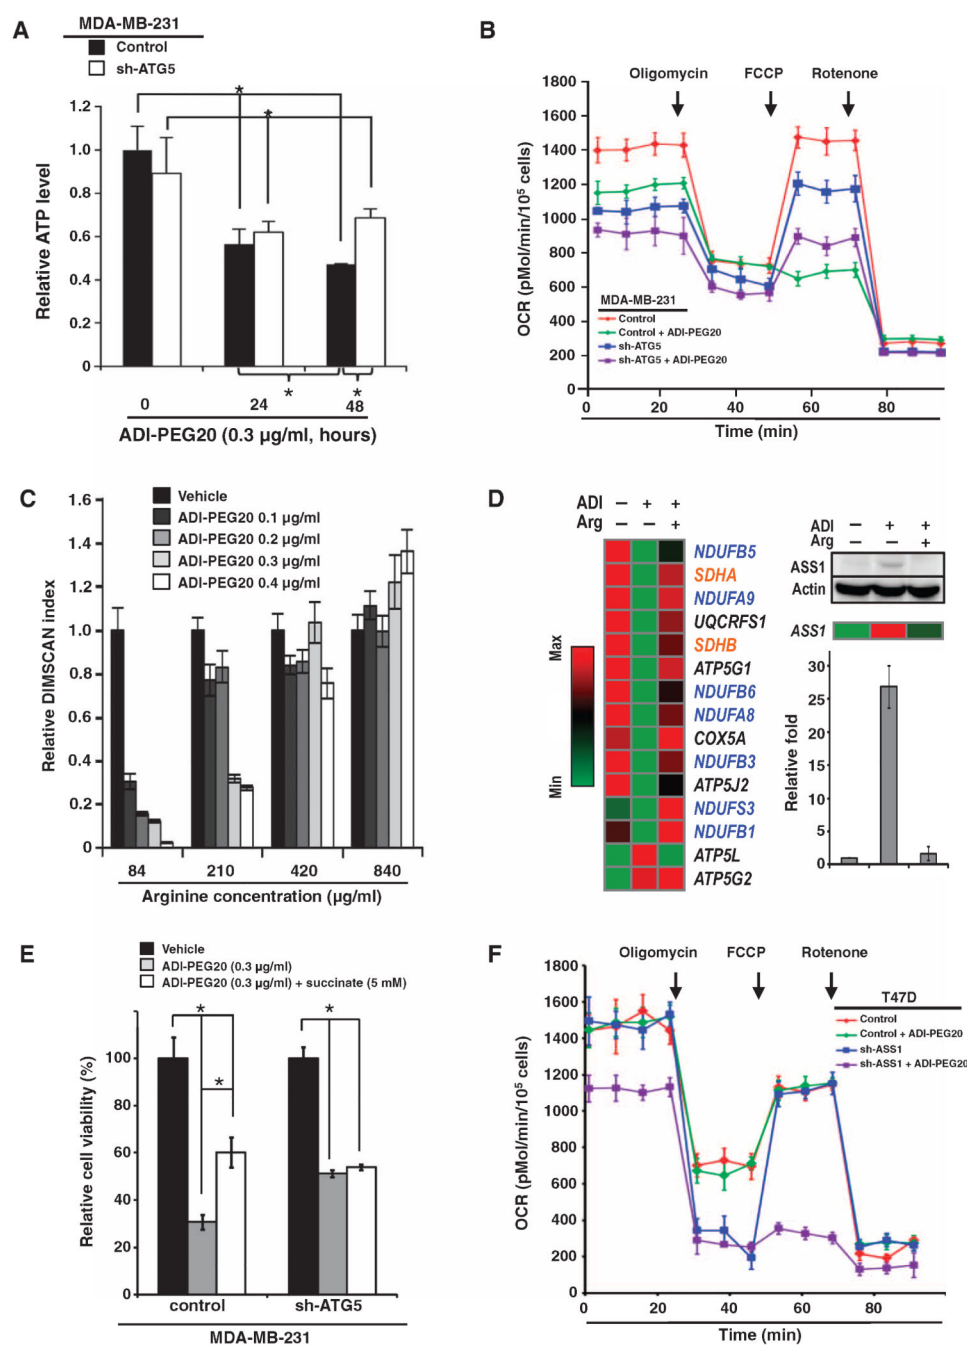 A
MDA-MB-231
Control
sh-ATG5
*
*
1.2
1.0
0.8
0.6
0.4
0.2
0
Relative ATP level
*
*
0
24
48
ADI-PEG20 (0.3 µg/ml, hours)
B
Oligomycin
FCCP
Rotenone
1600
1400
1200
1000
800
600
400
200
0
OCR (pMol/min/10⁵ cells)
MDA-MB-231
Control
Control + ADI-PEG20
sh-ATG5
sh-ATG5 + ADI-PEG20
0
20
40
60
80
Time (min)
C
Vehicle
ADI-PEG20 0.1 µg/ml
ADI-PEG20 0.2 µg/ml
ADI-PEG20 0.3 µg/ml
ADI-PEG20 0.4 µg/ml
1.6
1.4
1.2
1.0
0.8
0.6
0.4
0.2
0
Relative DIMSCAN index
84
210
420
840
Arginine concentration (µg/ml)
D
ADI − + +
Arg − − +
NDUFB5
SDHA
NDUFA9
UQCRFS1
SDHB
ATP5G1
NDUFB6
NDUFA8
COX5A
NDUFB3
ATP5J2
NDUFS3
NDUFB1
ATP5L
ATP5G2
Max
Min
ADI − + +
Arg − − +
ASS1
Actin
ASS1
30
25
20
15
10
5
0
Relative fold
E
Vehicle
ADI-PEG20 (0.3 µg/ml)
ADI-PEG20 (0.3 µg/ml) + succinate (5 mM)
*
*
*
100
80
60
40
20
0
Relative cell viability (%)
control
sh-ATG5
MDA-MB-231
F
Oligomycin
FCCP
Rotenone
T47D
Control
Control + ADI-PEG20
sh-ASS1
sh-ASS1 + ADI-PEG20
1600
1400
1200
1000
800
600
400
200
0
OCR (pMol/min/10⁵ cells)
0
20
40
60
80
Time (min)